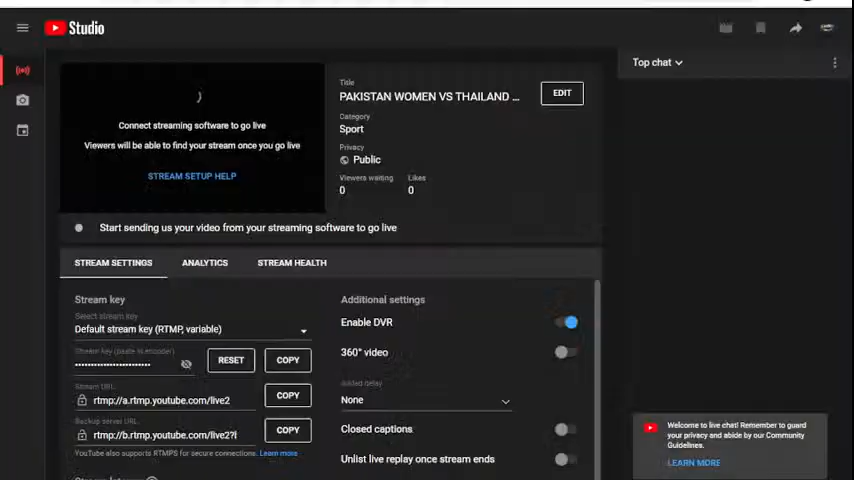 Studio
Top chat
Connect streaming software to go live
Viewers will be able to find your stream once you go live
STREAM SETUP HELP
Title
PAKISTAN WOMEN VS THAILAND ...
EDIT
Category
Sport
Privacy
Public
Viewers waiting
Likes
0
0
Start sending us your video from your streaming software to go live
STREAM SETTINGS
ANALYTICS
STREAM HEALTH
Stream key
Select stream key
Default stream key (RTMP, variable)
Stream key (paste in encoder)
RESET
COPY
Stream URL
rtmp://a.rtmp.youtube.com/live2
COPY
Backup server URL
rtmp://b.rtmp.youtube.com/live2?l
COPY
YouTube also supports RTMPS for secure connections. Learn more
Additional settings
Enable DVR
360° video
Added delay
None
Closed captions
Unlist live replay once stream ends
Welcome to live chat! Remember to guard
your privacy and abide by our Community
Guidelines.
LEARN MORE